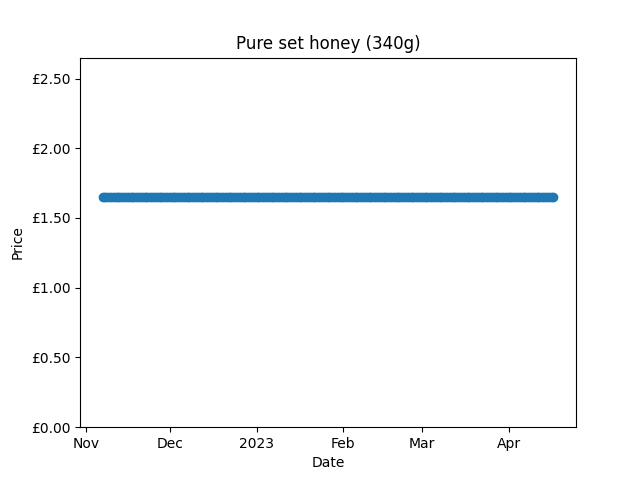 Pure set honey (340g)
£2.50
£2.00
£1.50
£1.00
£0.50
£0.00
Price
Nov Dec 2023 Feb Mar Apr
Date